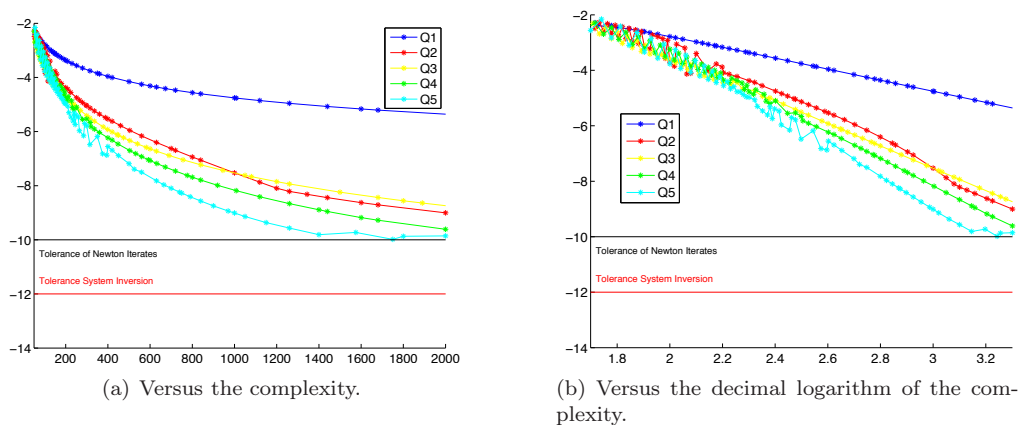 −2
−4
−6
−8
−10
−12
−14
200 400 600 800 1000 1200 1400 1600 1800 2000
Q1
Q2
Q3
Q4
Q5
Tolerance of Newton Iterates
Tolerance System Inversion
(a) Versus the complexity.
−2
−4
−6
−8
−10
−12
−14
1.8 2 2.2 2.4 2.6 2.8 3 3.2
Q1
Q2
Q3
Q4
Q5
Tolerance of Newton Iterates
Tolerance System Inversion
(b) Versus the decimal logarithm of the com-
plexity.